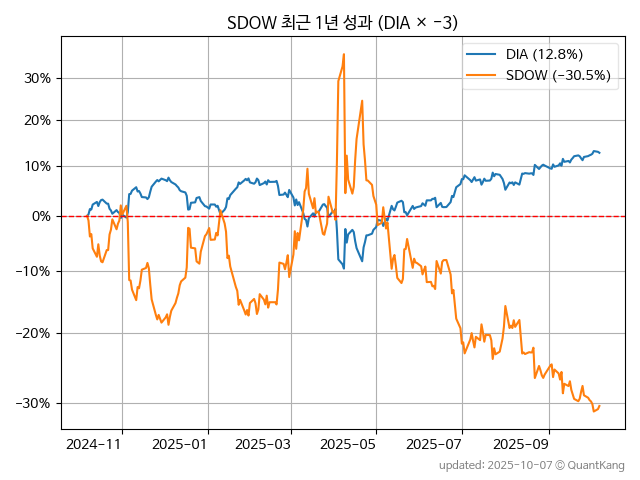 SDOW 최근 1년 성과 (DIA × −3)
DIA (12.8%)
SDOW (−30.5%)
30%
20%
10%
0%
−10%
−20%
−30%
2024-11 2025-01 2025-03 2025-05 2025-07 2025-09
updated: 2025-10-07 © QuantKang